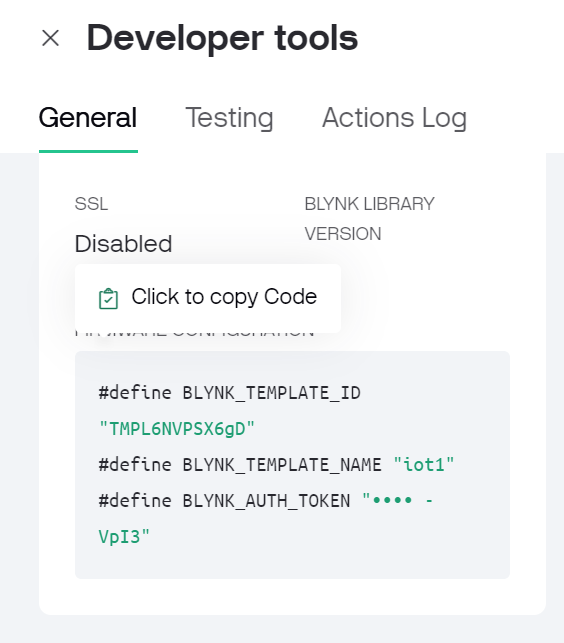 Developer tools
General Testing Actions Log
SSL
BLYNK LIBRARY
VERSION
Disabled
Click to copy Code
#define BLYNK_TEMPLATE_ID
"TMPL6NVPSX6gD"
#define BLYNK_TEMPLATE_NAME "iot1"
#define BLYNK_AUTH_TOKEN "•••• -
VpI3"